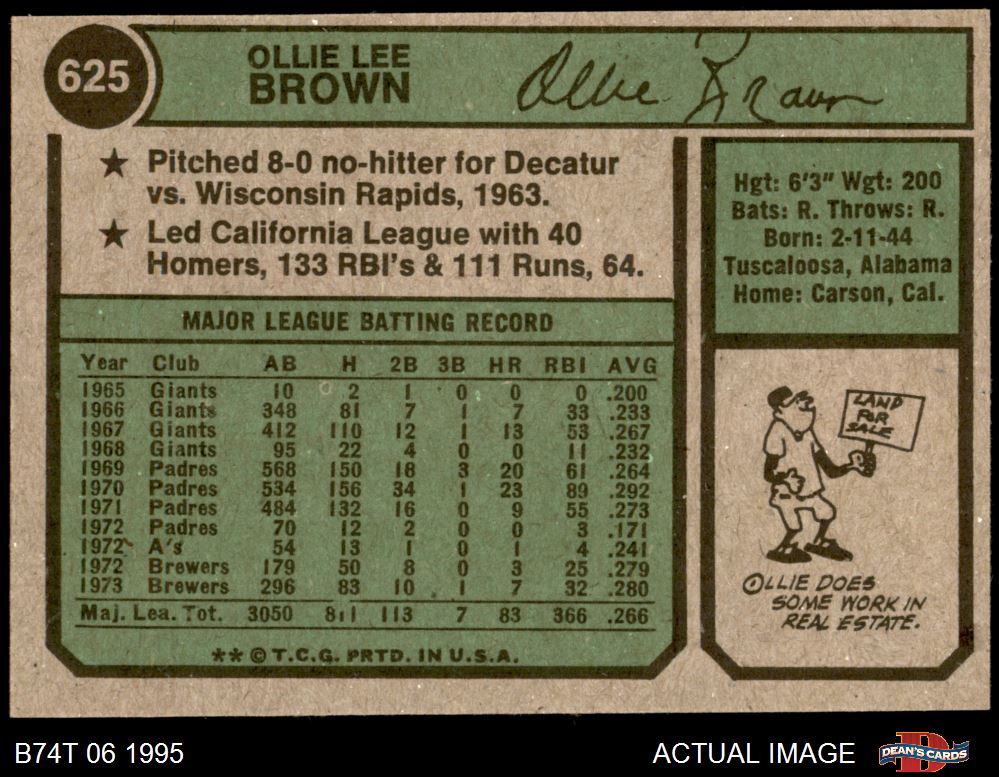 625
OLLIE LEE
BROWN
Ollie Brown
★ Pitched 8-0 no-hitter for Decatur
vs. Wisconsin Rapids, 1963.
★ Led California League with 40
Homers, 133 RBI's & 111 Runs, 64.
MAJOR LEAGUE BATTING RECORD
Year Club AB H 2B 3B HR RBI AVG
1965 Giants 10 2 1 0 0 0 .200
1966 Giants 348 81 7 1 7 33 .233
1967 Giants 412 110 12 1 13 53 .267
1968 Giants 95 22 4 0 0 11 .232
1969 Padres 568 150 18 3 20 61 .264
1970 Padres 534 156 34 1 23 89 .292
1971 Padres 484 132 16 0 9 55 .273
1972 Padres 70 12 2 0 0 3 .171
1972 A's 54 13 1 0 1 4 .241
1972 Brewers 179 50 8 0 3 25 .279
1973 Brewers 296 83 10 1 7 32 .280
Maj. Lea. Tot. 3050 811 113 7 83 366 .266
** © T.C.G. PRTD. IN U.S.A.
Hgt: 6'3" Wgt: 200
Bats: R. Throws: R.
Born: 2-11-44
Tuscaloosa, Alabama
Home: Carson, Cal.
LAND
FOR
SALE
OLLIE DOES
SOME WORK IN
REAL ESTATE.
B74T 06 1995
ACTUAL IMAGE
D
DEAN'S CARDS